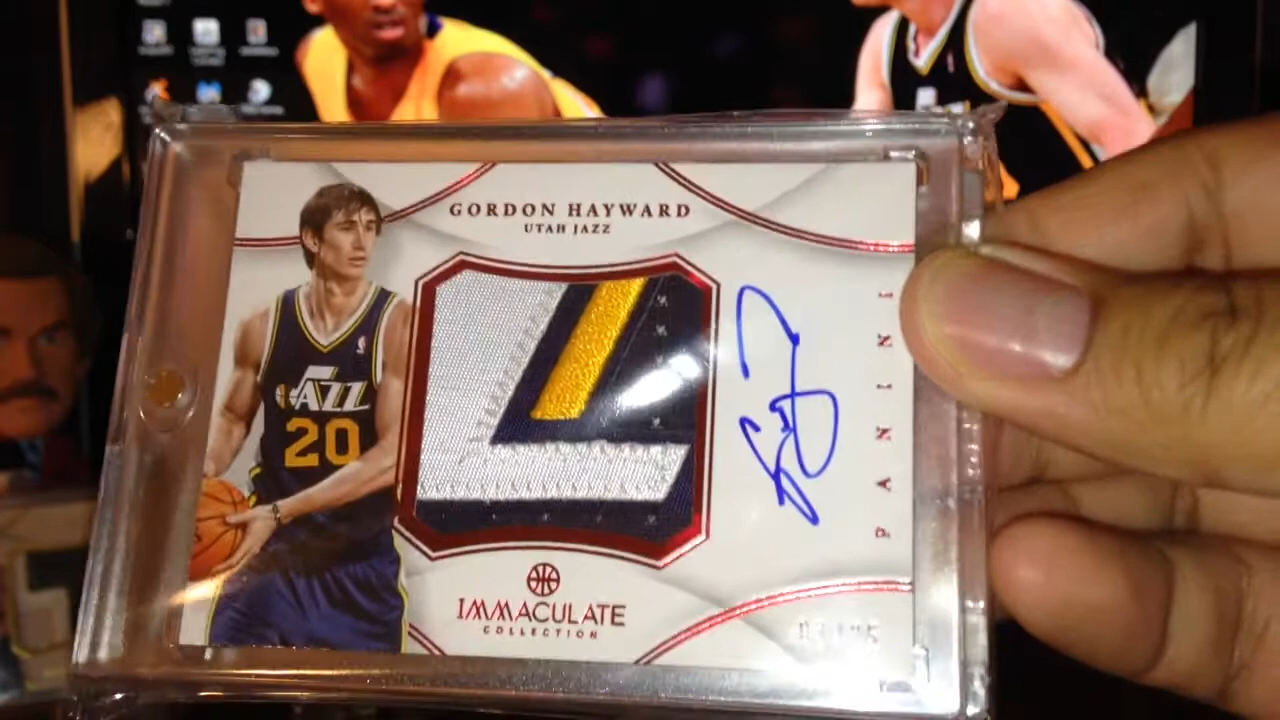 GORDON HAYWARD
UTAH JAZZ
JAZZ
20
PANINI
IMMACULATE
COLLECTION